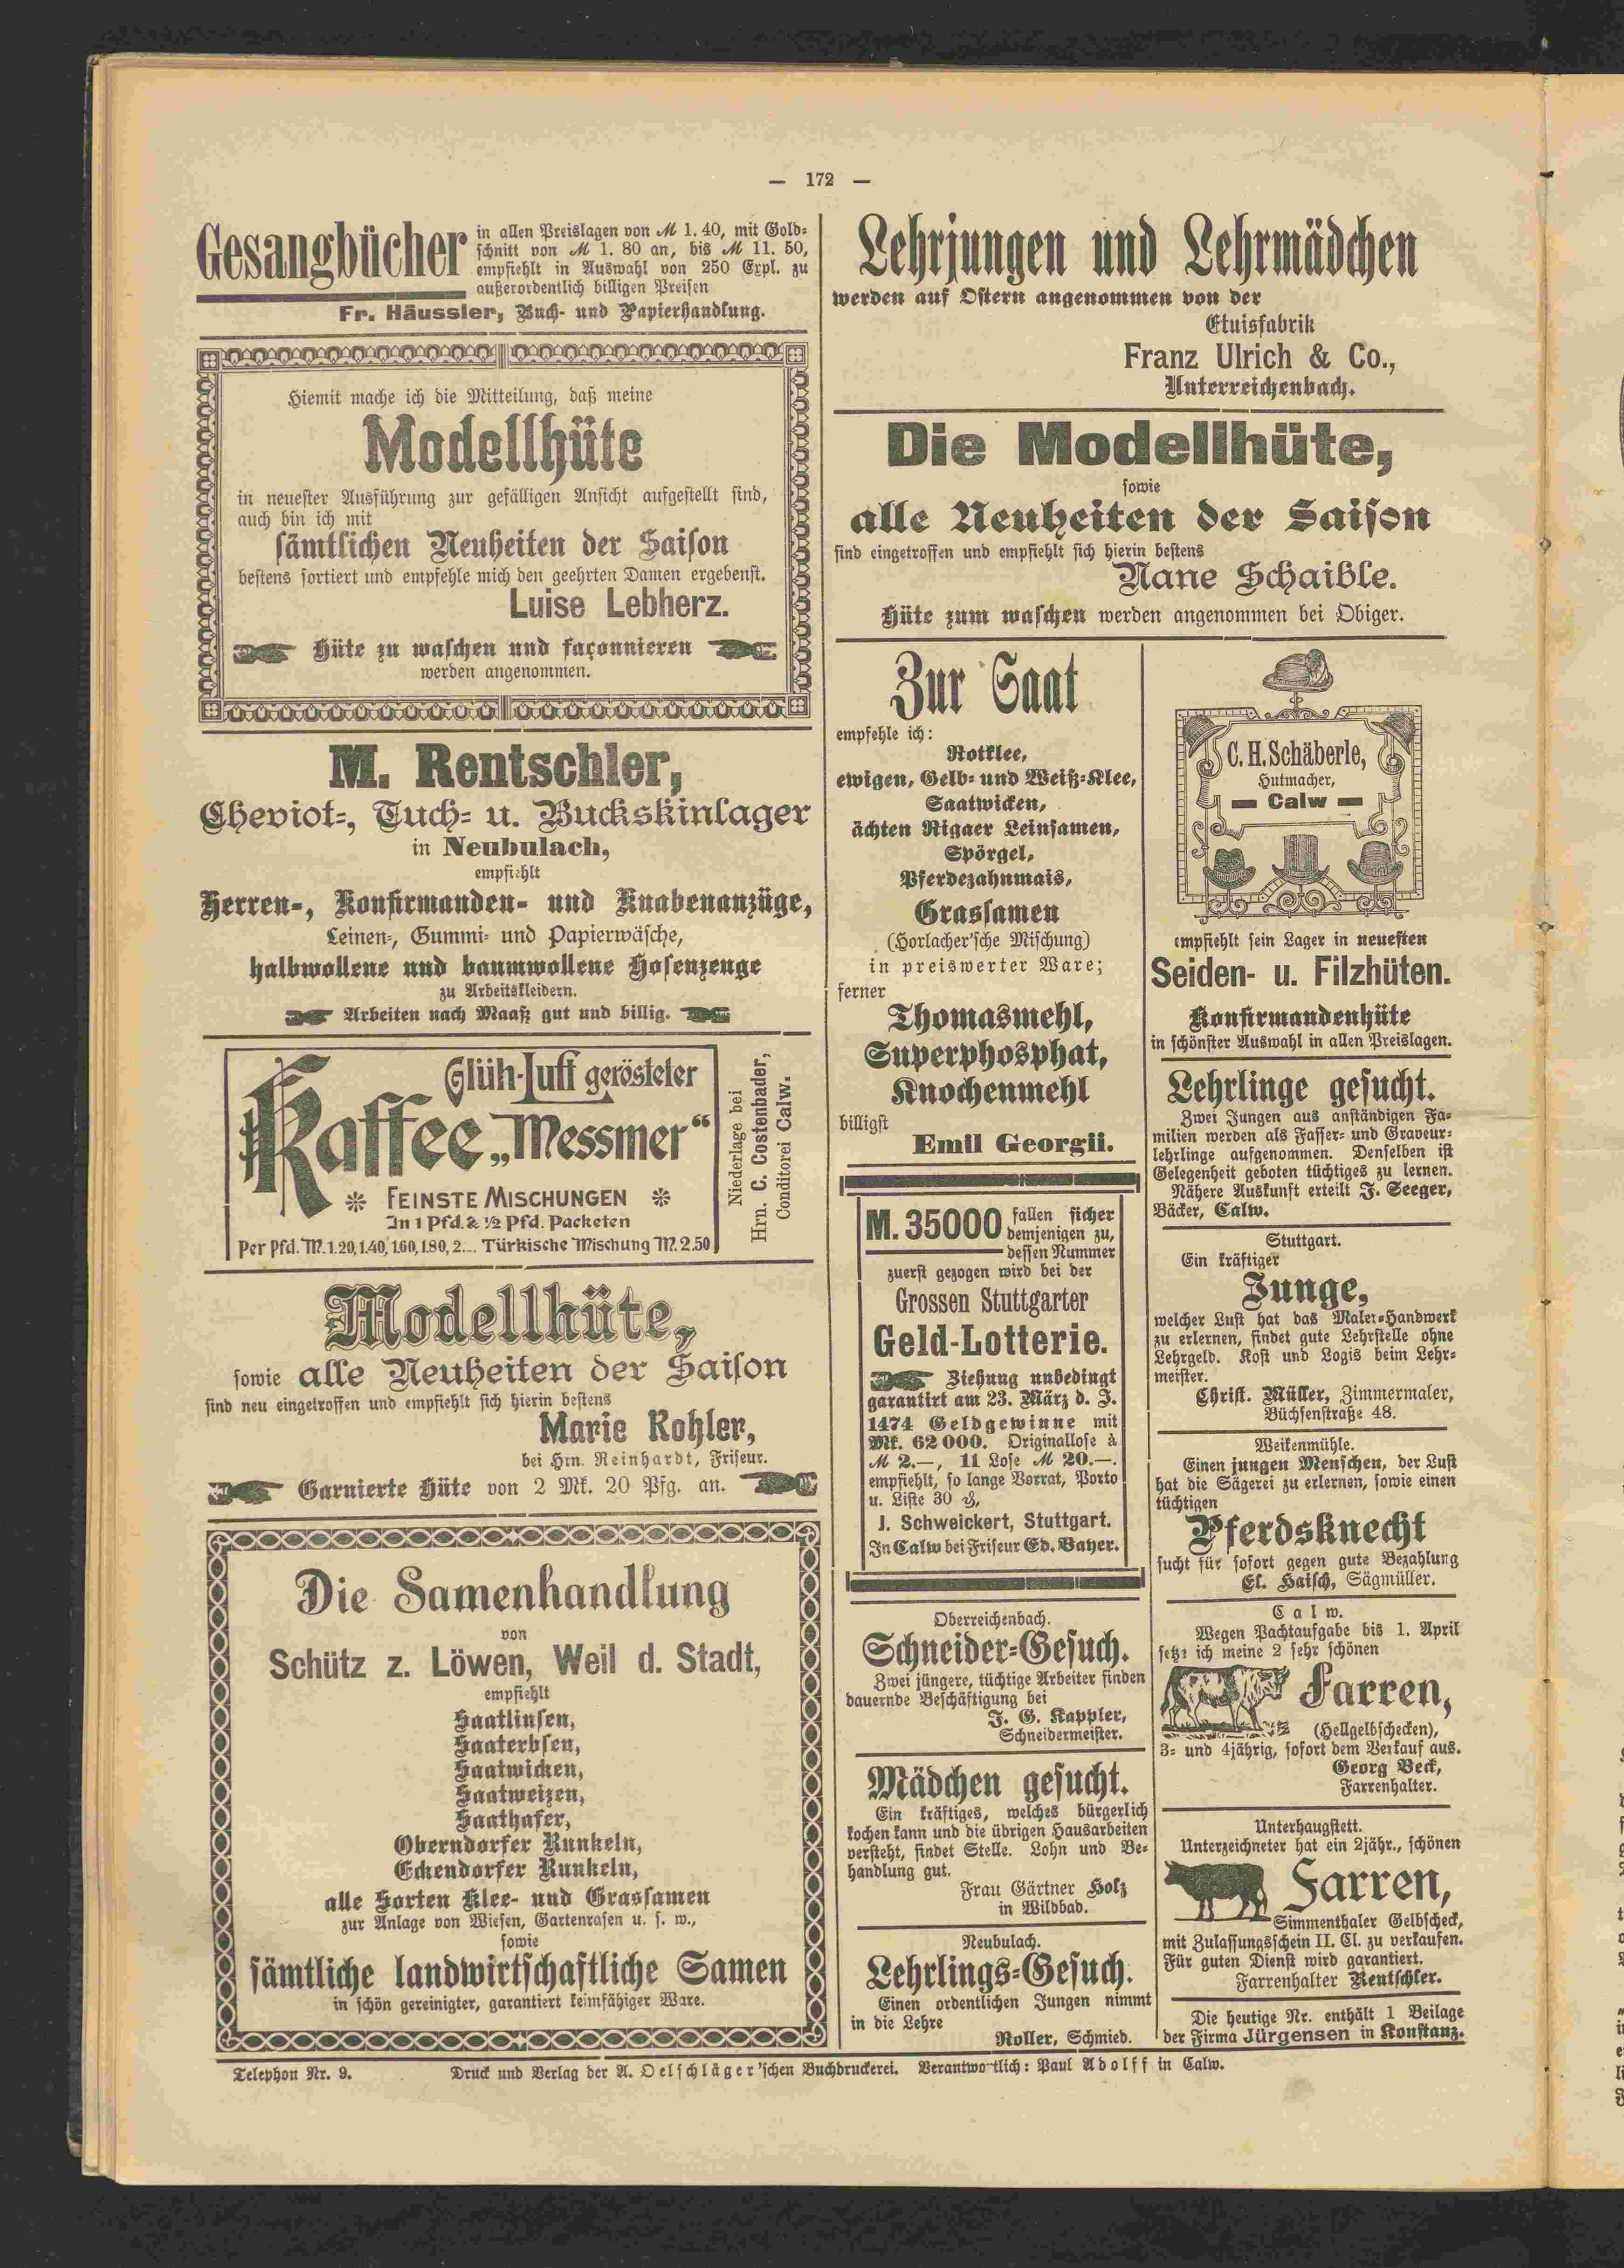 — 172 —
Gesangbücher
in allen Preislagen von M 1. 40, mit Gold-
schnitt von M 1. 80 an, bis M 11. 50,
empfiehlt in Auswahl von 250 Expl. zu
außerordentlich billigen Preisen
Fr. Häussler, Buch- und Papierhandlung.
Hiemit mache ich die Mitteilung, daß meine
Modellhüte
in neuester Ausführung zur gefälligen Ansicht aufgestellt sind,
auch bin ich mit
sämtlichen Neuheiten der Saison
bestens sortiert und empfehle mich den geehrten Damen ergebenst.
Luise Lebherz.
Hüte zu waschen und façonnieren
werden angenommen.
M. Rentschler,
Cheviot-, Tuch- u. Buckskinlager
in Neubulach,
empfiehlt
Herren-, Konfirmanden- und Knabenanzüge,
Leinen-, Gummi- und Papierwäsche,
halbwollene und baumwollene Hosenzeuge
zu Arbeitskleidern.
Arbeiten nach Maaß gut und billig.
Glüh-Luft gerösteter
Kaffee „Messmer“
FEINSTE MISCHUNGEN
In 1 Pfd. & ½ Pfd. Packeten
Per Pfd. M. 1.20, 1.40, 1.60, 1.80, 2.-. Türkische Mischung M. 2.50
Niederlage bei
Hrn. C. Costenbader,
Conditorei Calw.
Modellhüte,
sowie alle Neuheiten der Saison
sind neu eingetroffen und empfiehlt sich hierin bestens
Marie Kohler,
bei Hrn. Reinhardt, Friseur.
Garnierte Hüte von 2 Mk. 20 Pfg. an.
Die Samenhandlung
von
Schütz z. Löwen, Weil d. Stadt,
empfiehlt
Saatlinsen,
Saaterbsen,
Saatwicken,
Saatweizen,
Saathafer,
Oberndorfer Runkeln,
Eckendorfer Runkeln,
alle Sorten Klee- und Grassamen
zur Anlage von Wiesen, Gartenrasen u. s. w.,
sowie
sämtliche landwirtschaftliche Samen
in schön gereinigter, garantiert keimfähiger Ware.
Lehrjungen und Lehrmädchen
werden auf Ostern angenommen von der
Etuisfabrik
Franz Ulrich & Co.,
Unterreichenbach.
Die Modellhüte,
sowie
alle Neuheiten der Saison
sind eingetroffen und empfiehlt sich hierin bestens
Nane Schaible.
Hüte zum waschen werden angenommen bei Obiger.
Zur Saat
empfehle ich:
Rotklee,
ewigen, Gelb- und Weiß-Klee,
Saatwicken,
ächten Rigaer Leinsamen,
Spörgel,
Pferdezahnmais,
Grassamen
(Horlacher'sche Mischung)
in preiswerter Ware;
ferner
Thomasmehl,
Superphosphat,
Knochenmehl
billigst
Emil Georgii.
M. 35000 fallen sicher
demjenigen zu,
dessen Nummer
zuerst gezogen wird bei der
Grossen Stuttgarter
Geld-Lotterie.
Ziehung unbedingt
garantirt am 23. März d. J.
1474 Geldgewinne mit
Mk. 62 000. Originallose à
M 2.—, 11 Lose M 20.—.
empfiehlt, so lange Vorrat, Porto
u. Liste 30 ₰,
J. Schweickert, Stuttgart.
In Calw bei Friseur Ed. Bayer.
Oberreichenbach.
Schneider-Gesuch.
Zwei jüngere, tüchtige Arbeiter finden
dauernde Beschäftigung bei
J. G. Kappler,
Schneidermeister.
Mädchen gesucht.
Ein kräftiges, welches bürgerlich
kochen kann und die übrigen Hausarbeiten
versteht, findet Stelle. Lohn und Be-
handlung gut.
Frau Gärtner Holz
in Wildbad.
Neubulach.
Lehrlings-Gesuch.
Einen ordentlichen Jungen nimmt
in die Lehre
Roller, Schmied.
C. H. Schäberle,
Hutmacher,
Calw
empfiehlt sein Lager in neuesten
Seiden- u. Filzhüten.
Konfirmandenhüte
in schönster Auswahl in allen Preislagen.
Lehrlinge gesucht.
Zwei Jungen aus anständigen Fa-
milien werden als Fasser- und Graveur-
lehrlinge aufgenommen. Denselben ist
Gelegenheit geboten tüchtiges zu lernen.
Nähere Auskunft erteilt J. Seeger,
Bäcker, Calw.
Stuttgart.
Ein kräftiger
Junge,
welcher Lust hat das Maler-Handwerk
zu erlernen, findet gute Lehrstelle ohne
Lehrgeld. Kost und Logis beim Lehr-
meister.
Christ. Müller, Zimmermaler,
Büchsenstraße 48.
Weikenmühle.
Einen jungen Menschen, der Lust
hat die Sägerei zu erlernen, sowie einen
tüchtigen
Pferdsknecht
sucht für sofort gegen gute Bezahlung
El. Haisch, Sägmüller.
Calw.
Wegen Pachtaufgabe bis 1. April
setze ich meine 2 sehr schönen
Farren,
(Hellgelbschecken),
3- und 4jährig, sofort dem Verkauf aus.
Georg Beck,
Farrenhalter.
Unterhaugstett.
Unterzeichneter hat ein 2jähr., schönen
Farren,
Simmenthaler Gelbscheck,
mit Zulassungsschein II. Cl. zu verkaufen.
Für guten Dienst wird garantiert.
Farrenhalter Rentschler.
Die heutige Nr. enthält 1 Beilage
der Firma Jürgensen in Konstanz.
Telephon Nr. 9. Druck und Verlag der A. Oelschläger'schen Buchdruckerei. Verantwortlich: Paul Adolff in Calw.